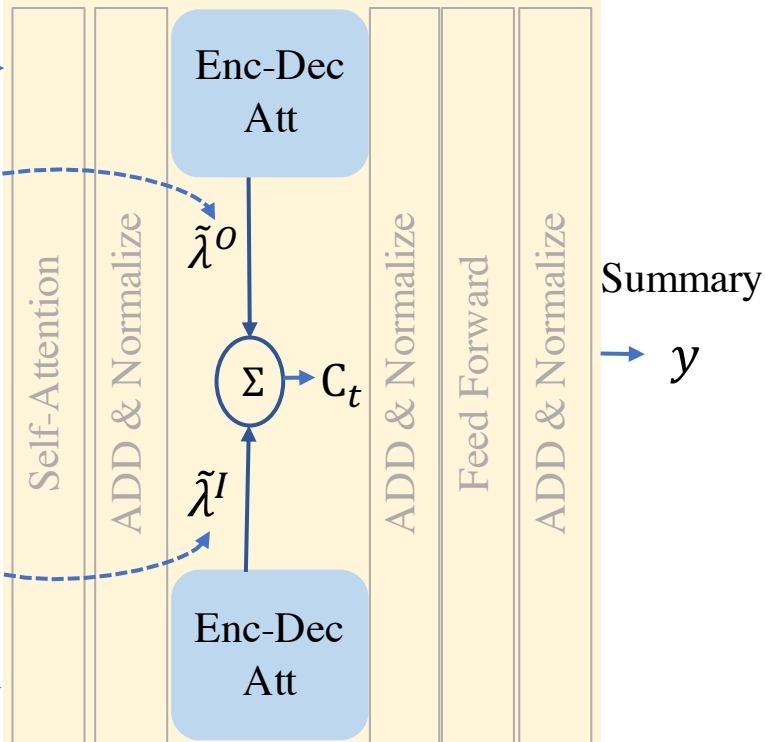 Self-Attention
ADD & Normalize
Enc-Dec
Att
λ̃^O
Σ
C_t
λ̃^I
Enc-Dec
Att
ADD & Normalize
Feed Forward
ADD & Normalize
Summary
y